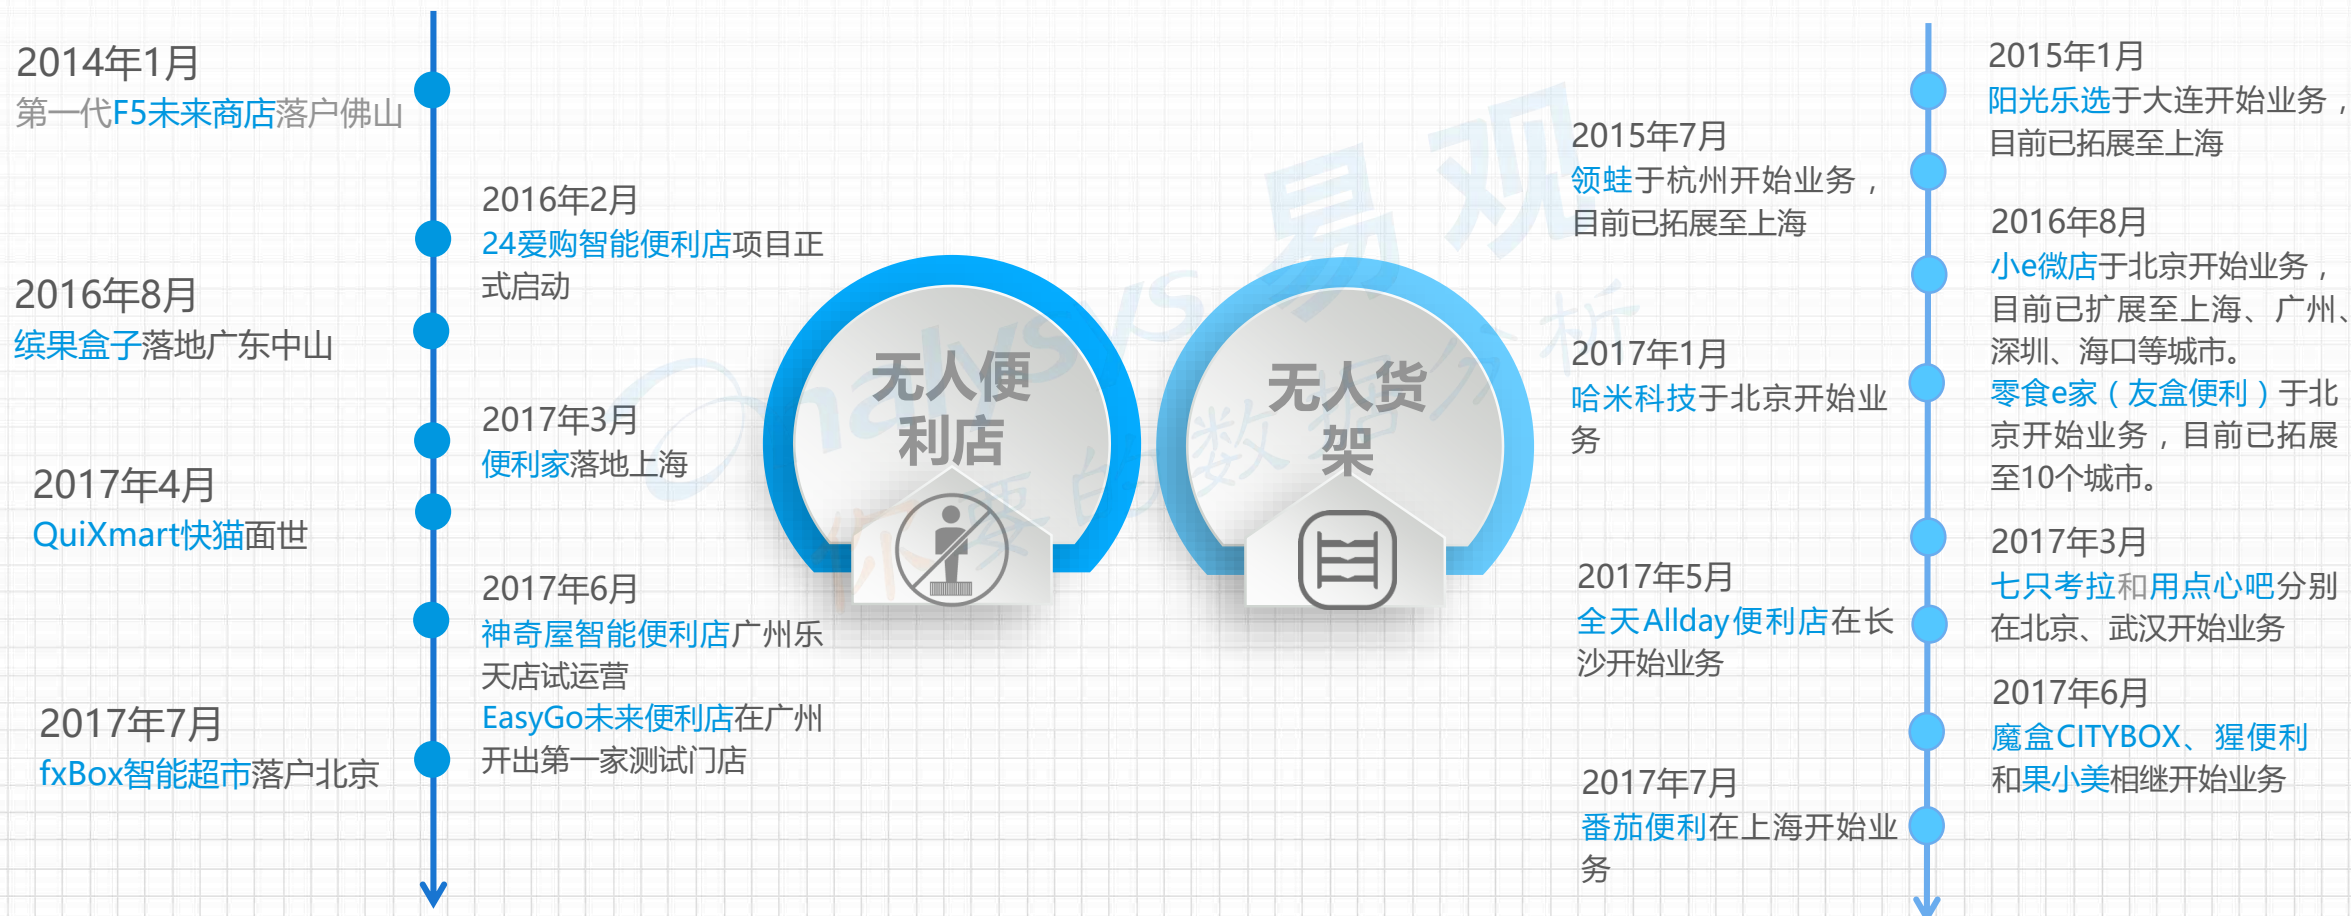 2014年1月
第一代F5未来商店落户佛山
2016年2月
24爱购智能便利店项目正
式启动
2016年8月
缤果盒子落地广东中山
2017年3月
便利家落地上海
2017年4月
QuiXmart快猫面世
2017年6月
神奇屋智能便利店广州乐
天店试运营
EasyGo未来便利店在广州
开出第一家测试门店
2017年7月
fxBox智能超市落户北京
无人便
利店
无人货
架
analysys 易观
你要的数据分析
2015年1月
阳光乐选于大连开始业务，
目前已拓展至上海
2015年7月
领蛙于杭州开始业务，
目前已拓展至上海
2016年8月
小e微店于北京开始业务，
目前已扩展至上海、广州、
深圳、海口等城市。
零食e家（友盒便利）于北
京开始业务，目前已拓展
至10个城市。
2017年1月
哈米科技于北京开始业
务
2017年3月
七只考拉和用点心吧分别
在北京、武汉开始业务
2017年5月
全天Allday便利店在长
沙开始业务
2017年6月
魔盒CITYBOX、猩便利
和果小美相继开始业务
2017年7月
番茄便利在上海开始业
务